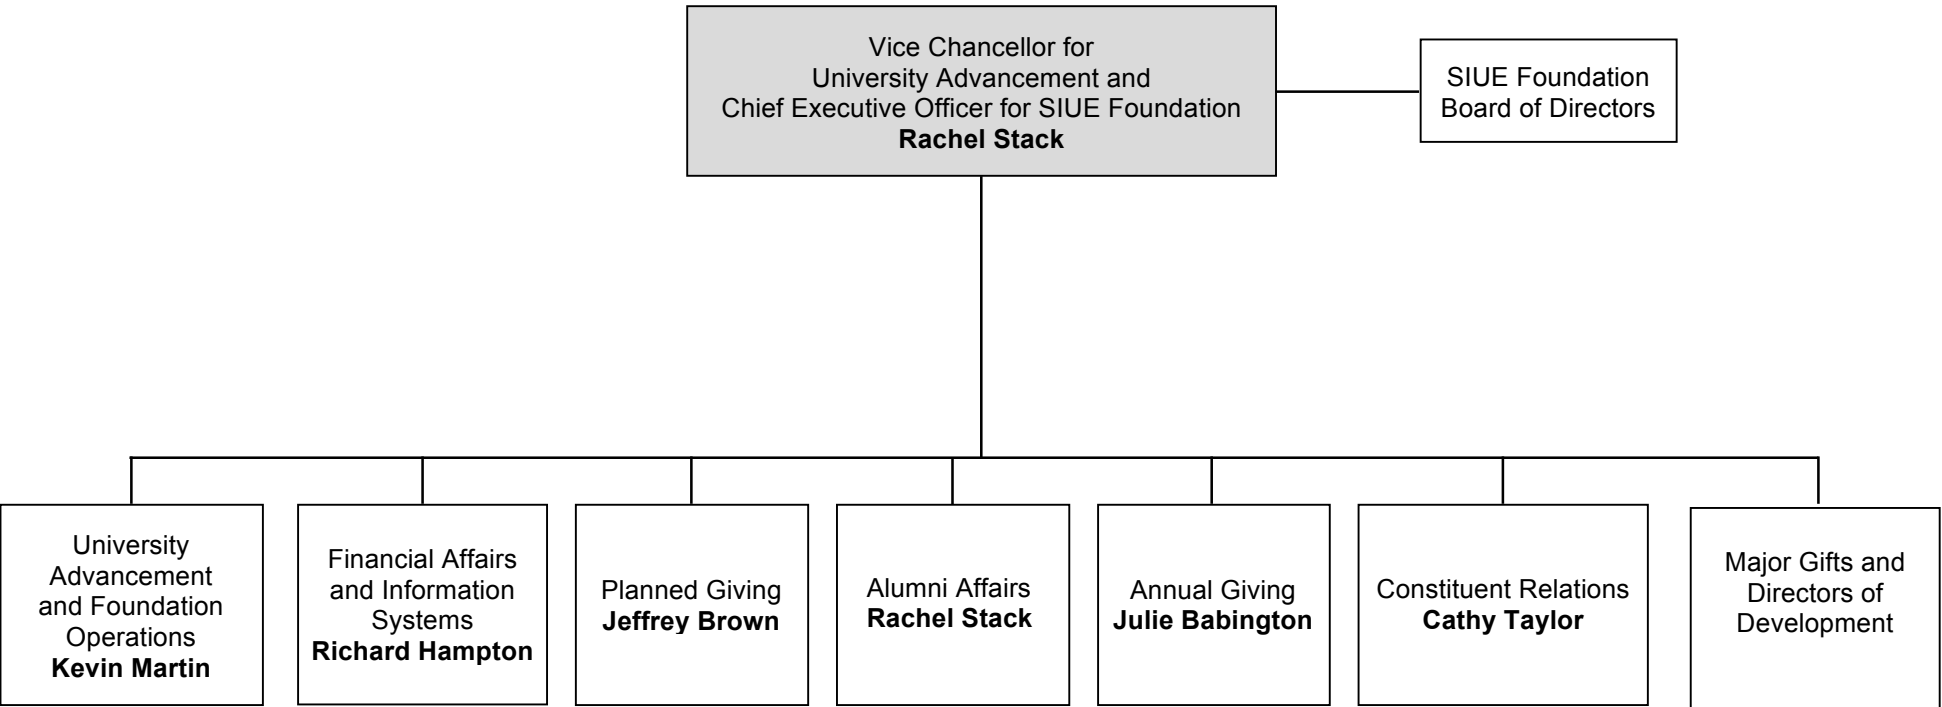 Vice Chancellor for
University Advancement and
Chief Executive Officer for SIUE Foundation
Rachel Stack
SIUE Foundation
Board of Directors
University
Advancement
and Foundation
Operations
Kevin Martin
Financial Affairs
and Information
Systems
Richard Hampton
Planned Giving
Jeffrey Brown
Alumni Affairs
Rachel Stack
Annual Giving
Julie Babington
Constituent Relations
Cathy Taylor
Major Gifts and
Directors of
Development